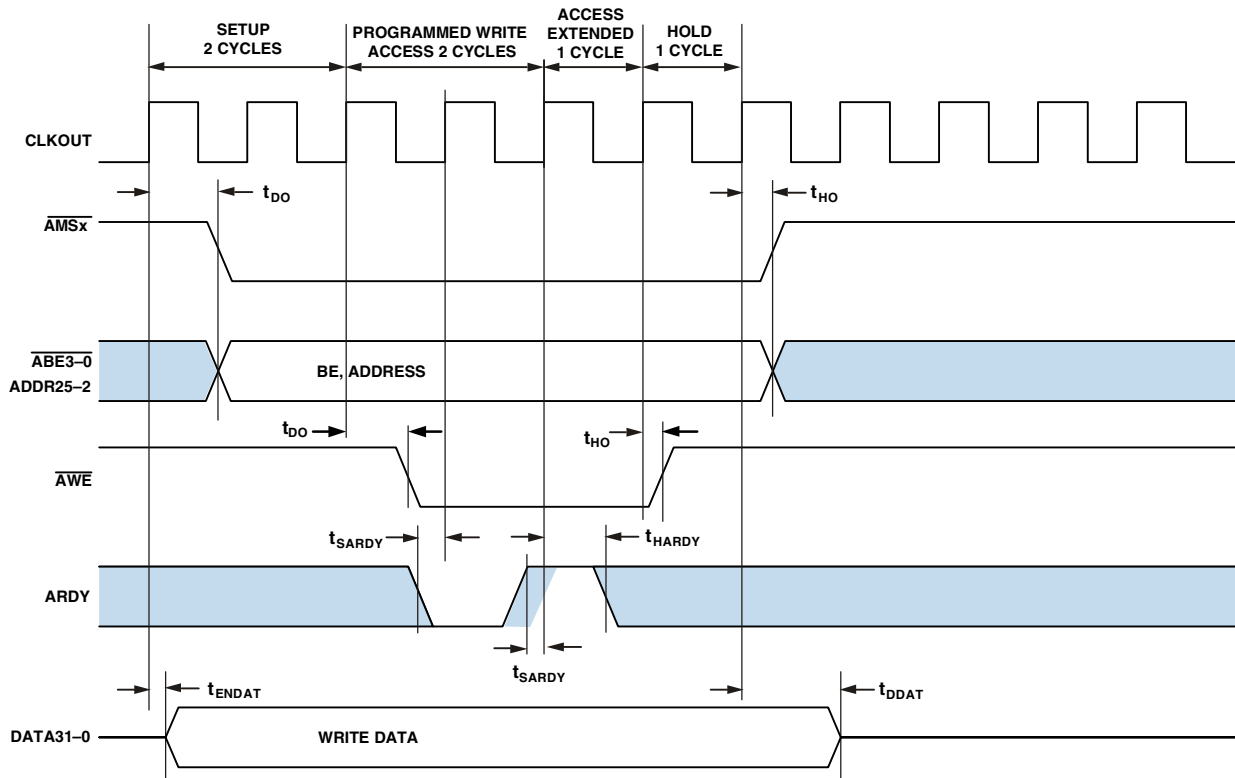 SETUP
2 CYCLES
PROGRAMMED WRITE
ACCESS 2 CYCLES
ACCESS
EXTENDED
1 CYCLE
HOLD
1 CYCLE
CLKOUT
tDO
tHO
AMSx
ABE3–0
ADDR25–2
BE, ADDRESS
tDO
tHO
AWE
tSARDY
tHARDY
ARDY
tSARDY
tENDAT
tDDAT
DATA31–0
WRITE DATA